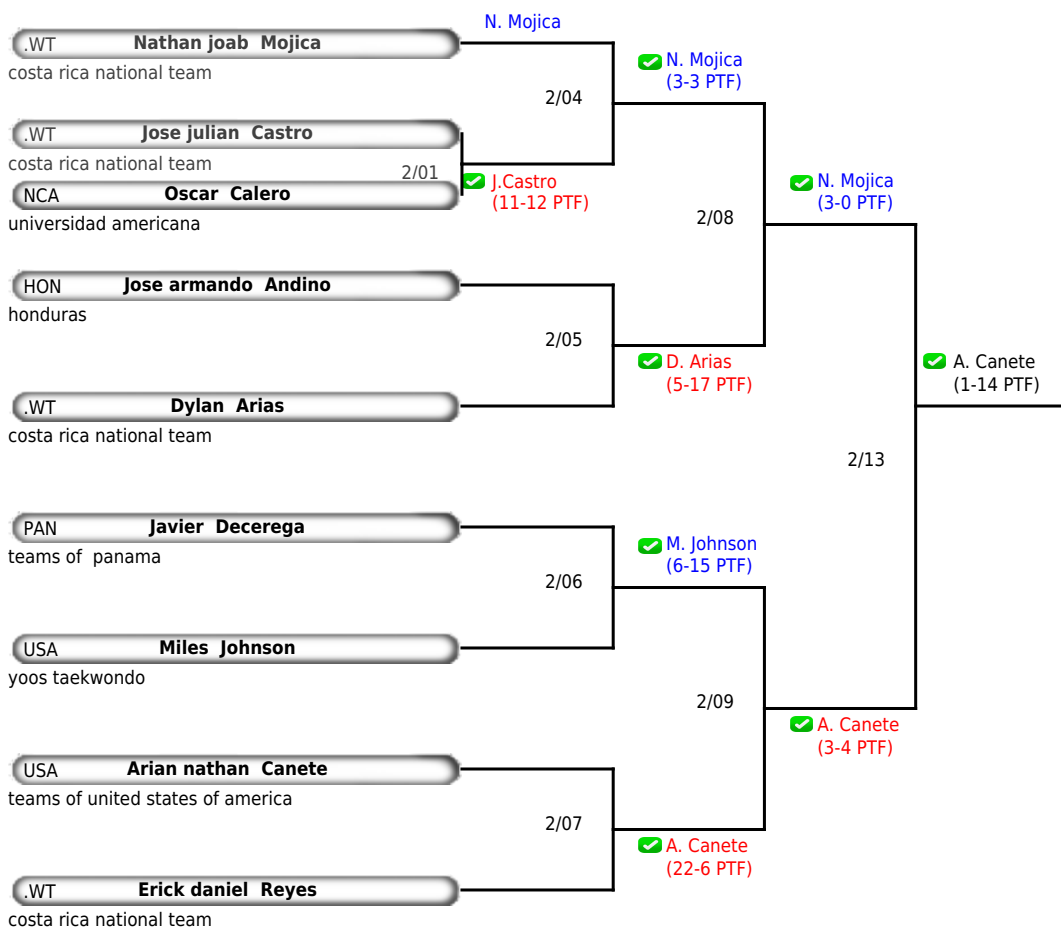 N. Mojica
.WT Nathan joab Mojica
costa rica national team
N. Mojica
(3-3 PTF)
2/04
.WT Jose julian Castro
costa rica national team
2/01
J.Castro
(11-12 PTF)
NCA Oscar Calero
universidad americana
N. Mojica
(3-0 PTF)
2/08
HON Jose armando Andino
honduras
2/05
D. Arias
(5-17 PTF)
A. Canete
(1-14 PTF)
.WT Dylan Arias
costa rica national team
2/13
PAN Javier Decerega
teams of panama
M. Johnson
(6-15 PTF)
2/06
USA Miles Johnson
yoos taekwondo
2/09
A. Canete
(3-4 PTF)
USA Arian nathan Canete
teams of united states of america
2/07
A. Canete
(22-6 PTF)
.WT Erick daniel Reyes
costa rica national team